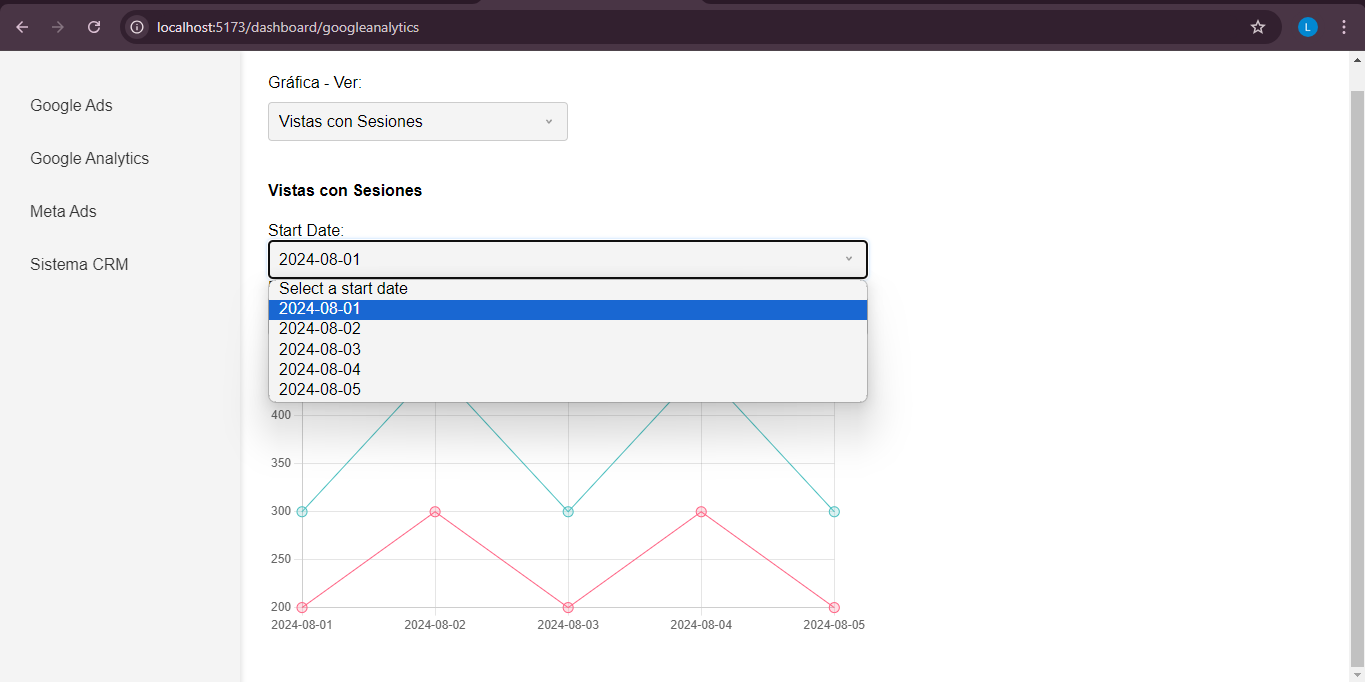 localhost:5173/dashboard/googleanalytics
L
Google Ads
Google Analytics
Meta Ads
Sistema CRM
Gráfica - Ver:
Vistas con Sesiones
Vistas con Sesiones
Start Date:
2024-08-01
Select a start date
2024-08-01
2024-08-02
2024-08-03
2024-08-04
2024-08-05
400
350
300
250
200
2024-08-01 2024-08-02 2024-08-03 2024-08-04 2024-08-05